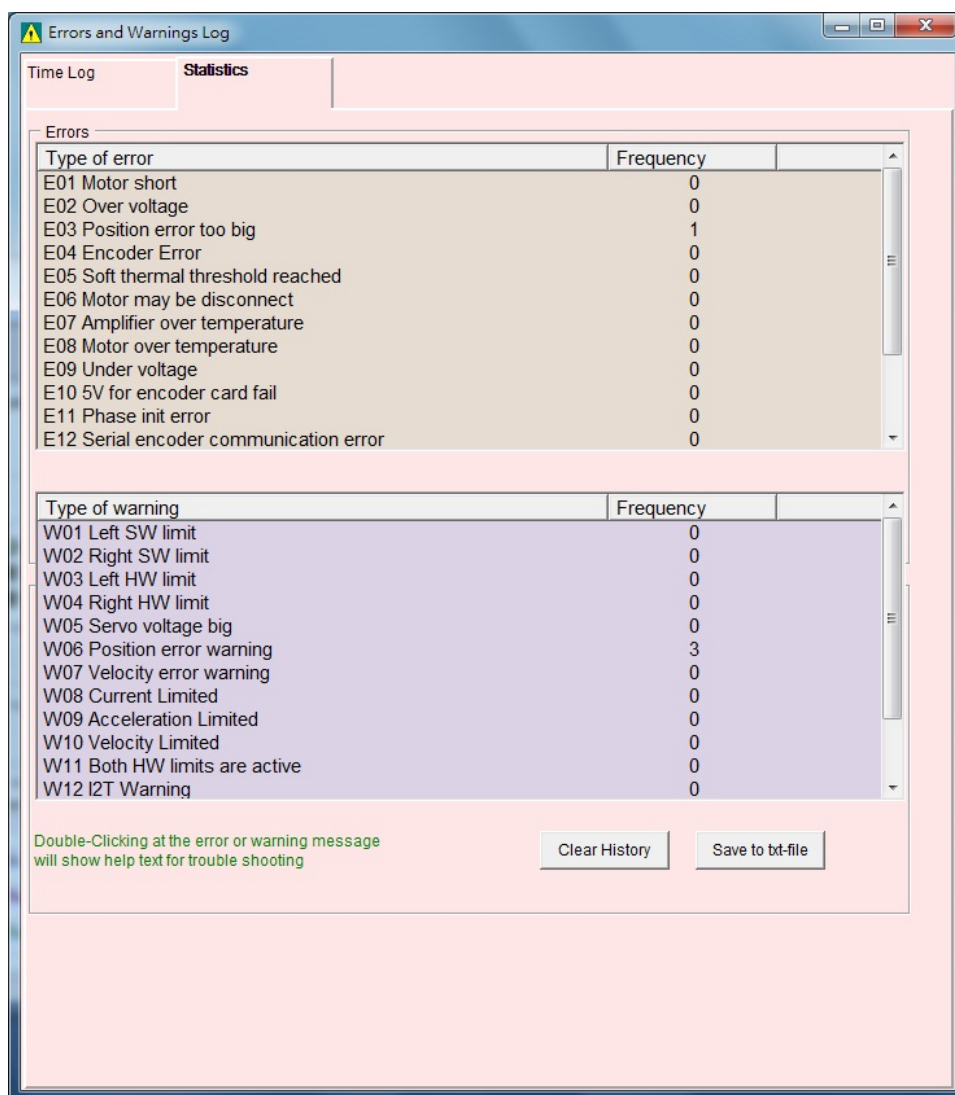 Errors and Warnings Log
Time Log Statistics
Errors
Type of error Frequency
E01 Motor short 0
E02 Over voltage 0
E03 Position error too big 1
E04 Encoder Error 0
E05 Soft thermal threshold reached 0
E06 Motor may be disconnect 0
E07 Amplifier over temperature 0
E08 Motor over temperature 0
E09 Under voltage 0
E10 5V for encoder card fail 0
E11 Phase init error 0
E12 Serial encoder communication error 0
Type of warning Frequency
W01 Left SW limit 0
W02 Right SW limit 0
W03 Left HW limit 0
W04 Right HW limit 0
W05 Servo voltage big 0
W06 Position error warning 3
W07 Velocity error warning 0
W08 Current Limited 0
W09 Acceleration Limited 0
W10 Velocity Limited 0
W11 Both HW limits are active 0
W12 I2T Warning 0
Double-Clicking at the error or warning message
will show help text for trouble shooting
Clear History Save to txt-file